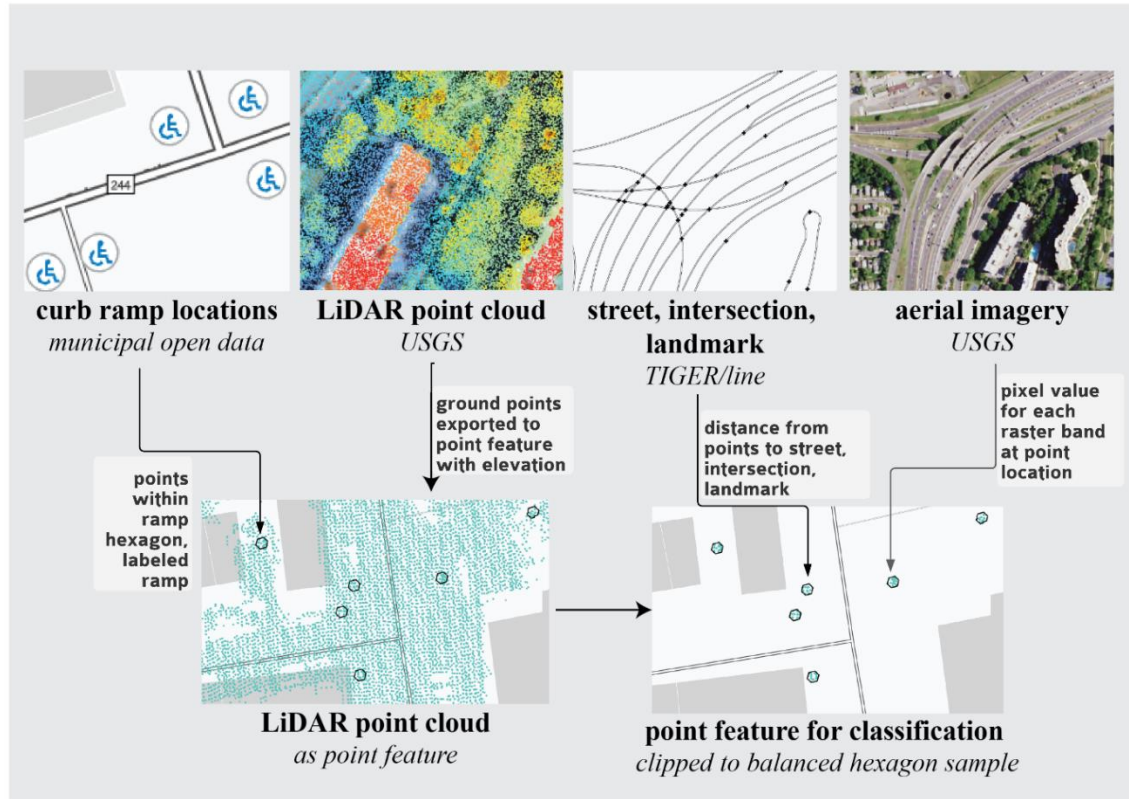 244
curb ramp locations
municipal open data
LiDAR point cloud
USGS
street, intersection,
landmark
TIGER/line
aerial imagery
USGS
points
within
ramp
hexagon,
labeled
ramp
ground points
exported to
point feature
with elevation
distance from
points to street,
intersection,
landmark
pixel value
for each
raster band
at point
location
LiDAR point cloud
as point feature
point feature for classification
clipped to balanced hexagon sample